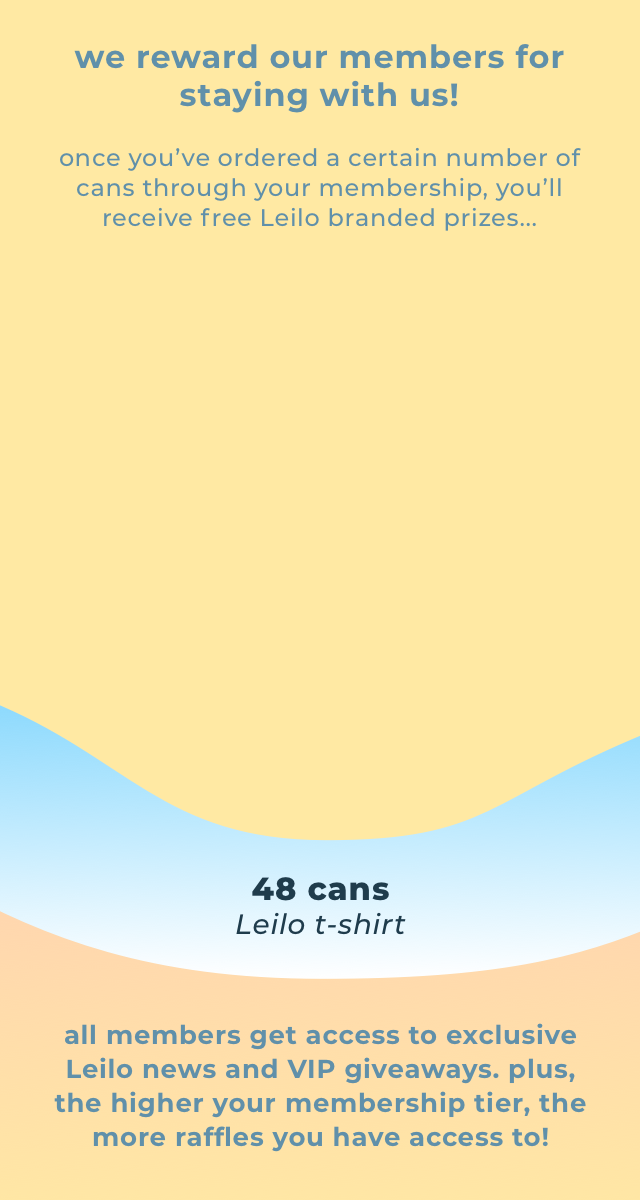 we reward our members for
staying with us!
once you’ve ordered a certain number of
cans through your membership, you’ll
receive free Leilo branded prizes...
48 cans
Leilo t-shirt
all members get access to exclusive
Leilo news and VIP giveaways. plus,
the higher your membership tier, the
more raffles you have access to!